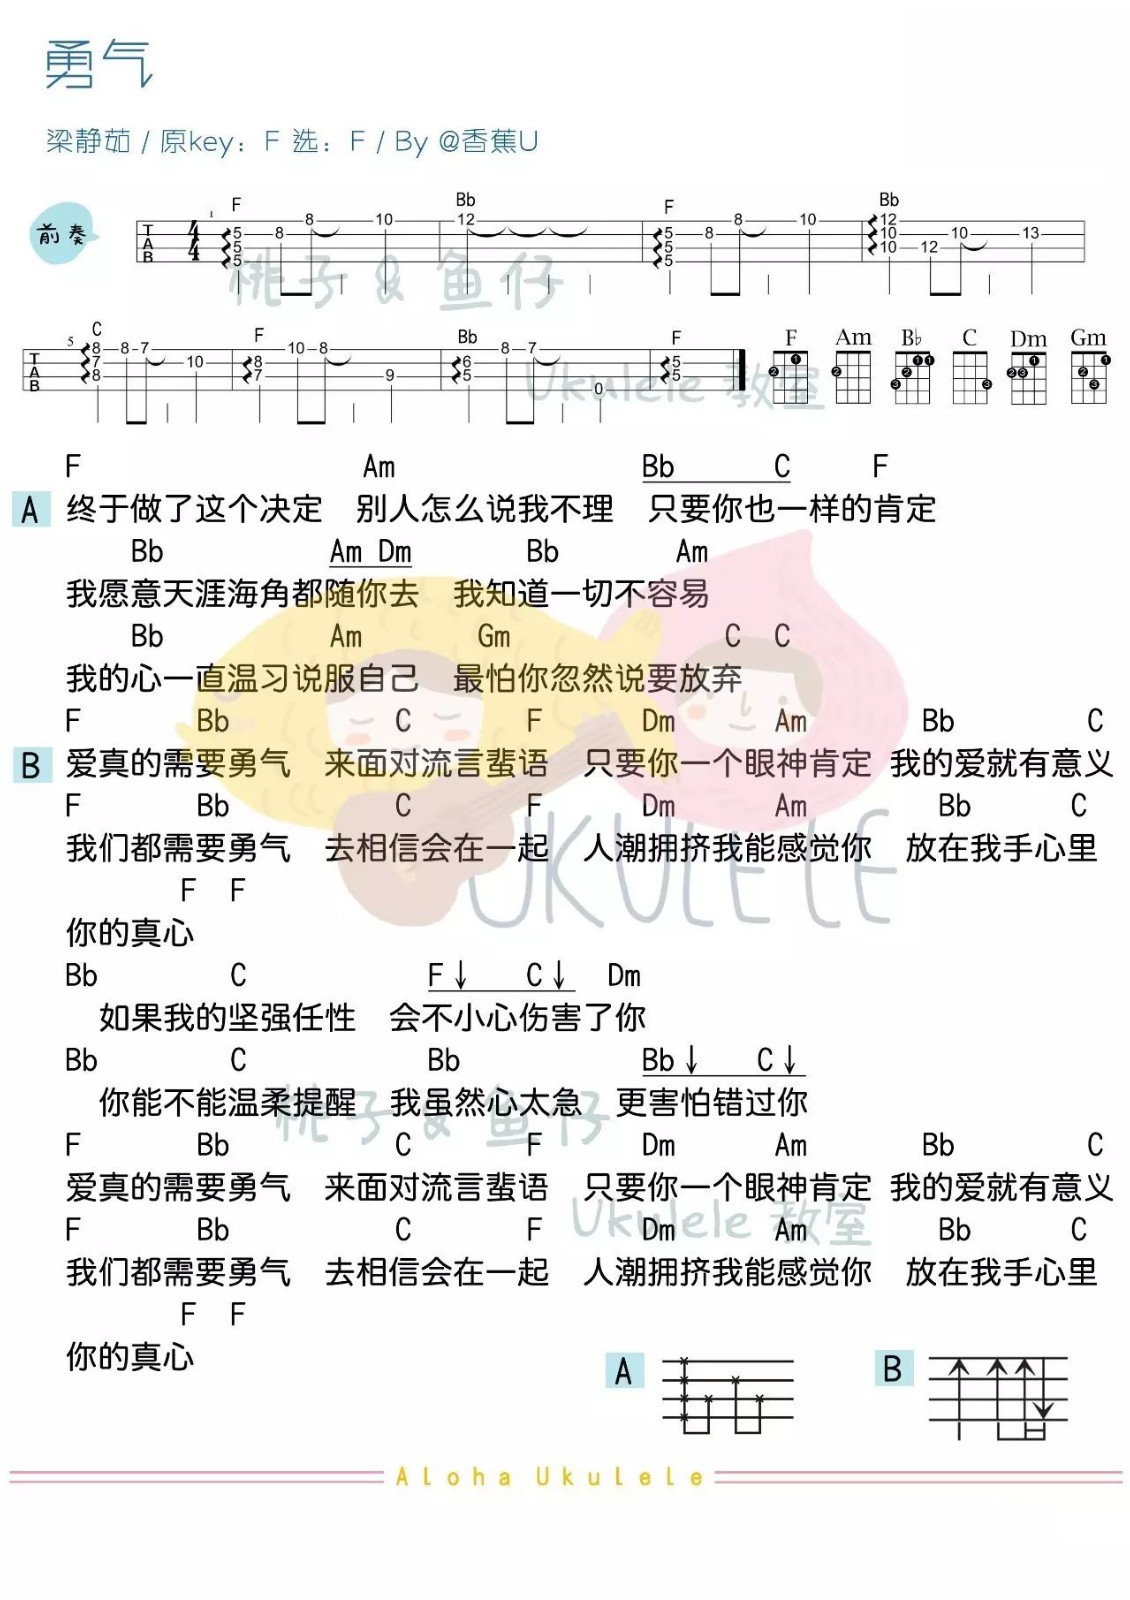 勇气
梁静茹 / 原key：F 选：F / By @香蕉U
F Bb F Bb
前奏
T A B 4 4 1 5 5 5 8 8 10 12 5 5 5 8 8 10 12 10 10 12 10 13
桃子 & 鱼仔
C F Bb F F Am B♭ C Dm Gm
T A B 5 8 7 8 8 7 10 8 7 10 8 9 6 5 8 7 0 5 5
Ukulele 教室
F Am Bb C F
A 终于做了这个决定 别人怎么说我不理 只要你也一样的肯定
Bb Am Dm Bb Am
我愿意天涯海角都随你去 我知道一切不容易
Bb Am Gm C C
我的心一直温习说服自己 最怕你忽然说要放弃
F Bb C F Dm Am Bb C
B 爱真的需要勇气 来面对流言蜚语 只要你一个眼神肯定 我的爱就有意义
F Bb C F Dm Am Bb C
我们都需要勇气 去相信会在一起 人潮拥挤我能感觉你 放在我手心里
UKULELE
F F
你的真心
Bb C F↓ C↓ Dm
如果我的坚强任性 会不小心伤害了你
Bb C Bb Bb↓ C↓
你能不能温柔提醒 我虽然心太急 更害怕错过你
桃子 & 鱼仔
F Bb C F Dm Am Bb C
爱真的需要勇气 来面对流言蜚语 只要你一个眼神肯定 我的爱就有意义
Ukulele 教室
F Bb C F Dm Am Bb C
我们都需要勇气 去相信会在一起 人潮拥挤我能感觉你 放在我手心里
F F
你的真心
A B
Aloha Ukulele